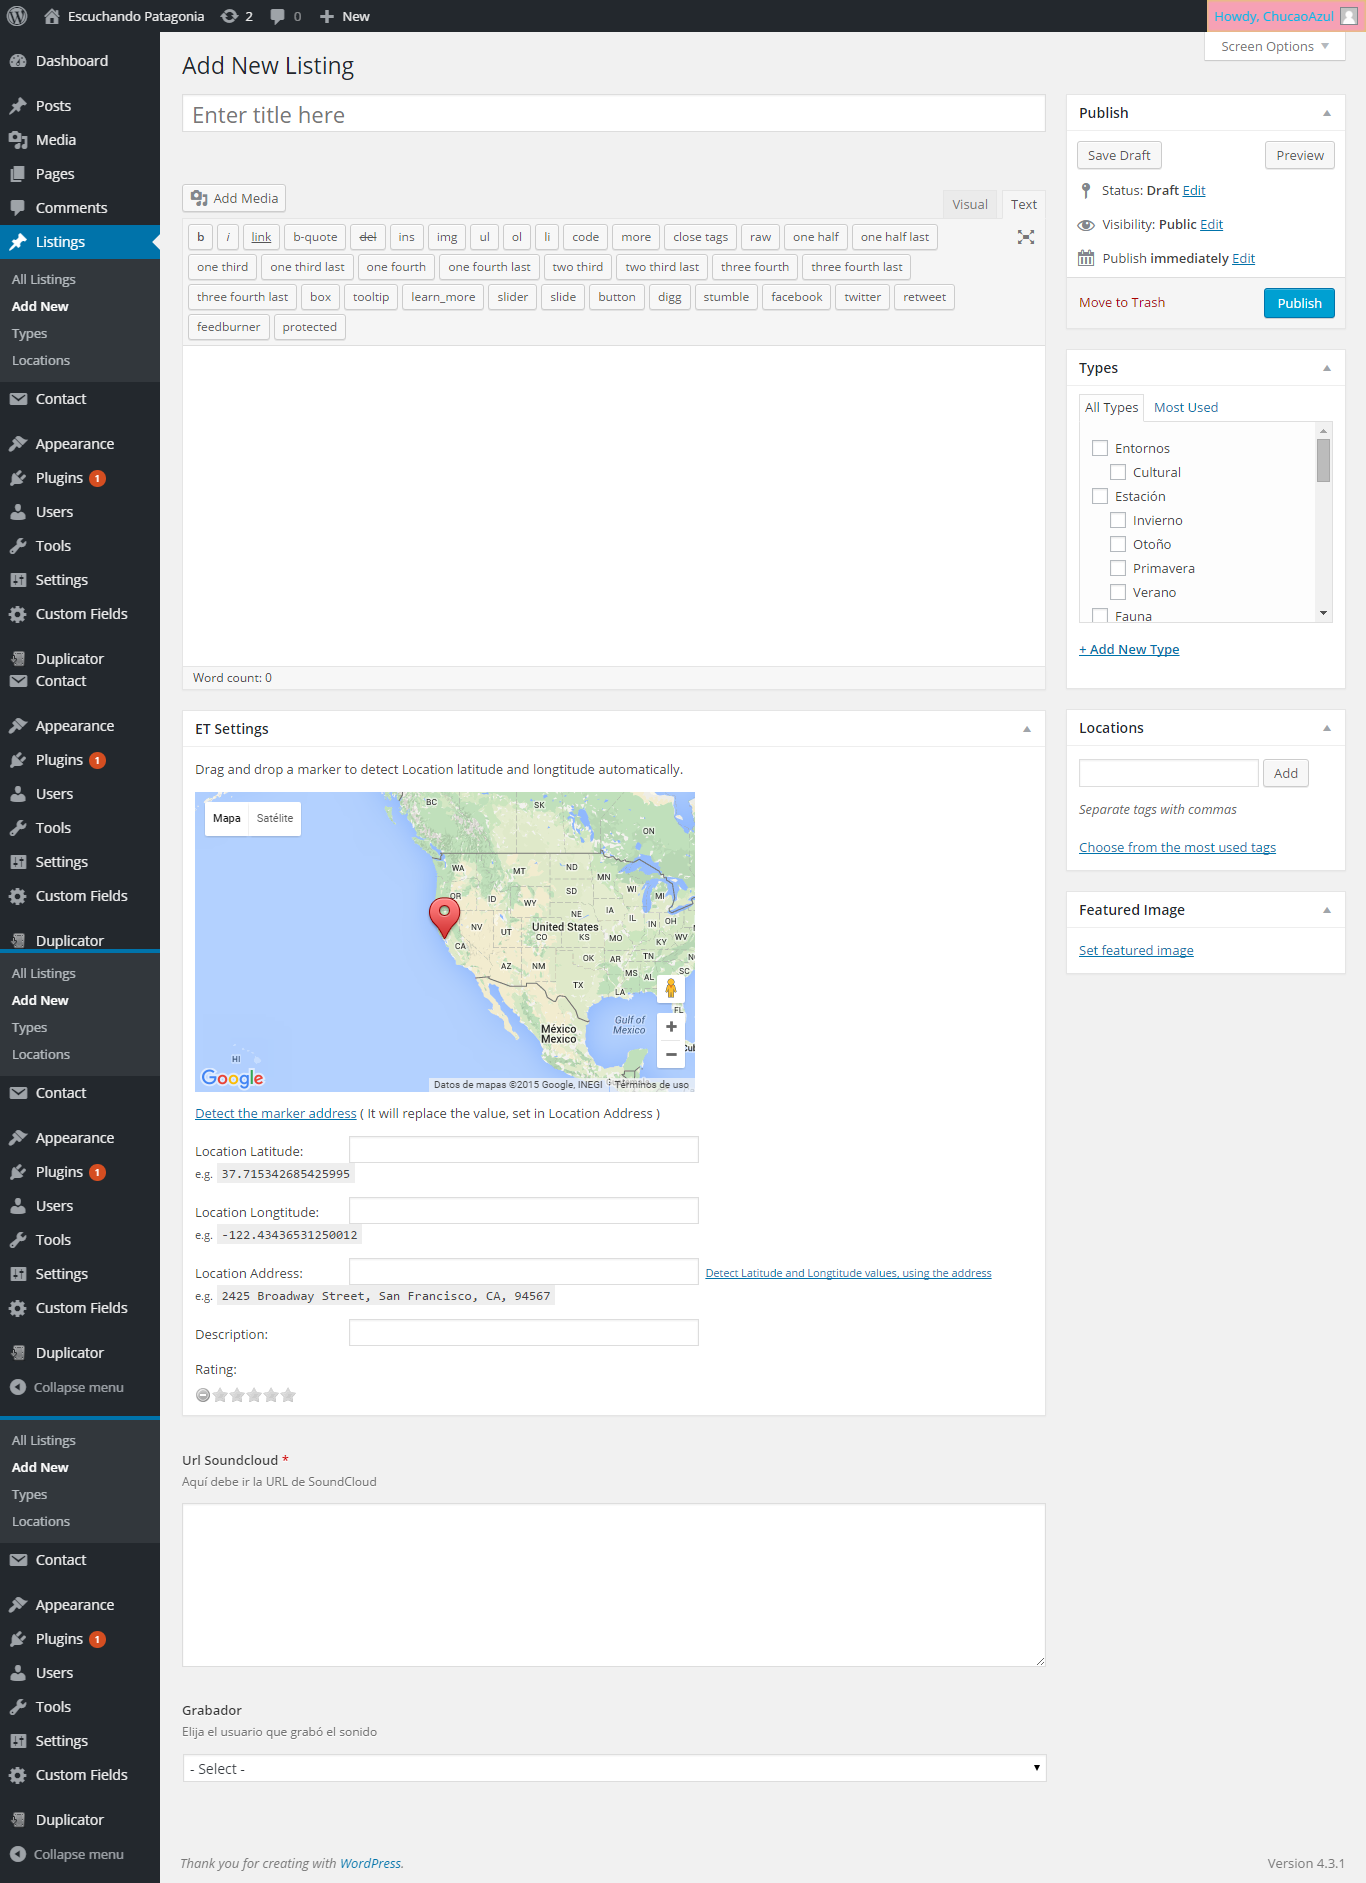 Escuchando Patagonia 2 0 New Howdy, ChucaoAzul
Screen Options
Dashboard
Posts
Media
Pages
Comments
Listings
All Listings
Add New
Types
Locations
Contact
Appearance
Plugins 1
Users
Tools
Settings
Custom Fields
Duplicator
Contact
Appearance
Plugins 1
Users
Tools
Settings
Custom Fields
Duplicator
All Listings
Add New
Types
Locations
Contact
Appearance
Plugins 1
Users
Tools
Settings
Custom Fields
Duplicator
Collapse menu
All Listings
Add New
Types
Locations
Contact
Appearance
Plugins 1
Users
Tools
Settings
Custom Fields
Duplicator
Collapse menu
Add New Listing
Enter title here
Add Media
Visual Text
b i link b-quote del ins img ul ol li code more close tags raw one half one half last
one third one third last one fourth one fourth last two third two third last three fourth three fourth last
three fourth last box tooltip learn_more slider slide button digg stumble facebook twitter retweet
feedburner protected
Word count: 0
ET Settings
Drag and drop a marker to detect Location latitude and longtitude automatically.
Mapa Satélite
BC SK
ON
WA MT ND MN
OR ID SD WI MI
WY NE IA IL IN OH
NV UT United States
CO KS MO KY WV
CA
AZ NM OK AR TN NC
MS AL SC
TX LA
FL
Gulf of
Mexico
México
Mexico
Cub
HI
Google
Datos de mapas ©2015 Google, INEGI Términos de uso
Detect the marker address ( It will replace the value, set in Location Address )
Location Latitude:
e.g. 37.715342685425995
Location Longtitude:
e.g. -122.43436531250012
Location Address: Detect Latitude and Longtitude values, using the address
e.g. 2425 Broadway Street, San Francisco, CA, 94567
Description:
Rating:
Url Soundcloud *
Aquí debe ir la URL de SoundCloud
Grabador
Elija el usuario que grabó el sonido
- Select -
Thank you for creating with WordPress.
Version 4.3.1
Publish
Save Draft Preview
Status: Draft Edit
Visibility: Public Edit
Publish immediately Edit
Move to Trash Publish
Types
All Types Most Used
Entornos
Cultural
Estación
Invierno
Otoño
Primavera
Verano
Fauna
+ Add New Type
Locations
Add
Separate tags with commas
Choose from the most used tags
Featured Image
Set featured image